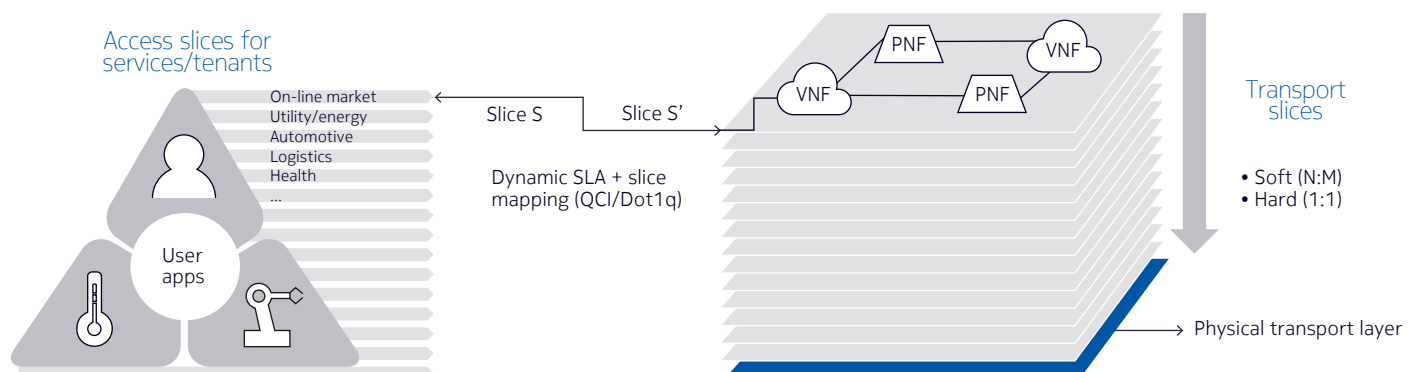 Access slices for
services/tenants
On-line market
Utility/energy
Automotive
Logistics
Health
...
User
apps
Slice S
Slice S’
Dynamic SLA + slice
mapping (QCI/Dot1q)
VNF
PNF
PNF
VNF
Transport
slices
• Soft (N:M)
• Hard (1:1)
Physical transport layer